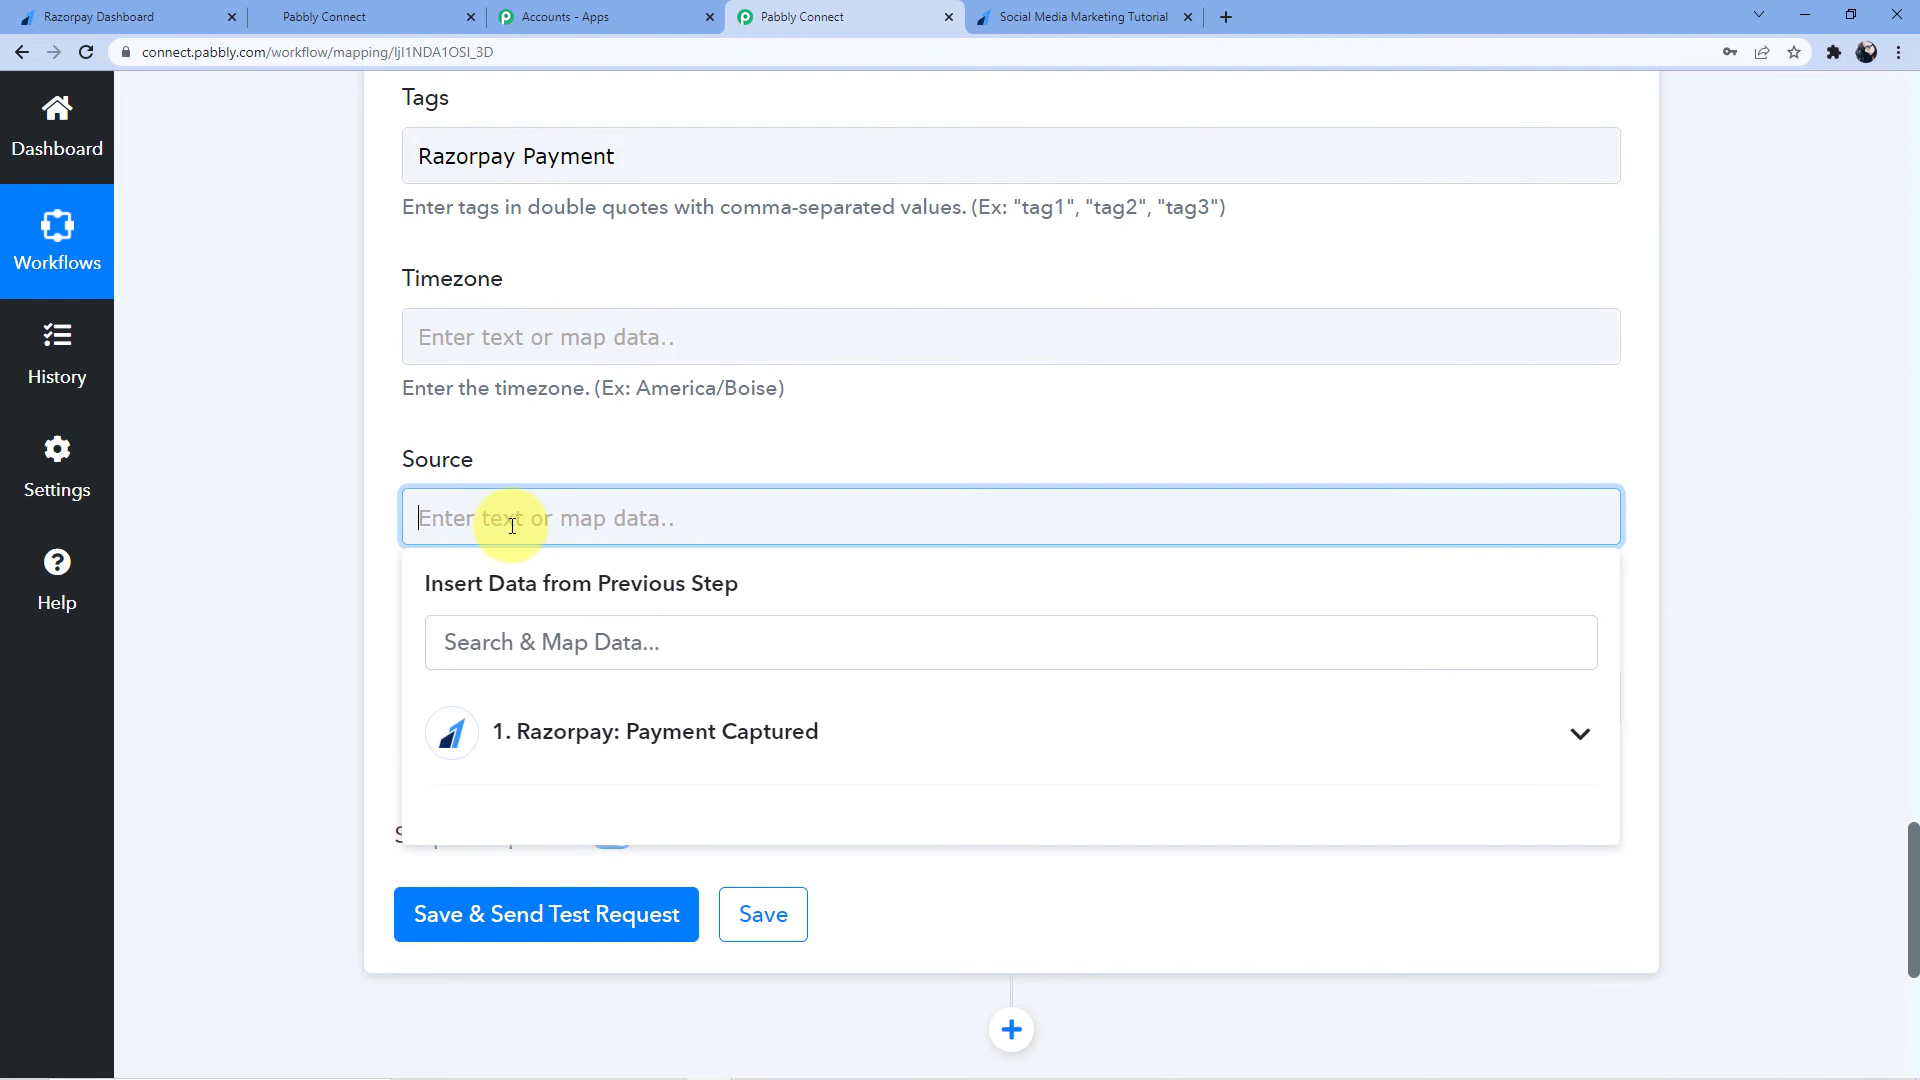 Razorpay Dashboard
Pabbly Connect
Accounts - Apps
Pabbly Connect
Social Media Marketing Tutorial
connect.pabbly.com/workflow/mapping/IjI1NDA1OSI_3D
Dashboard
Workflows
History
Settings
Help
Tags
Razorpay Payment
Enter tags in double quotes with comma-separated values. (Ex: "tag1", "tag2", "tag3")
Timezone
Enter text or map data..
Enter the timezone. (Ex: America/Boise)
Source
Enter text or map data..
Insert Data from Previous Step
Search & Map Data...
1. Razorpay: Payment Captured
Save & Send Test Request
Save